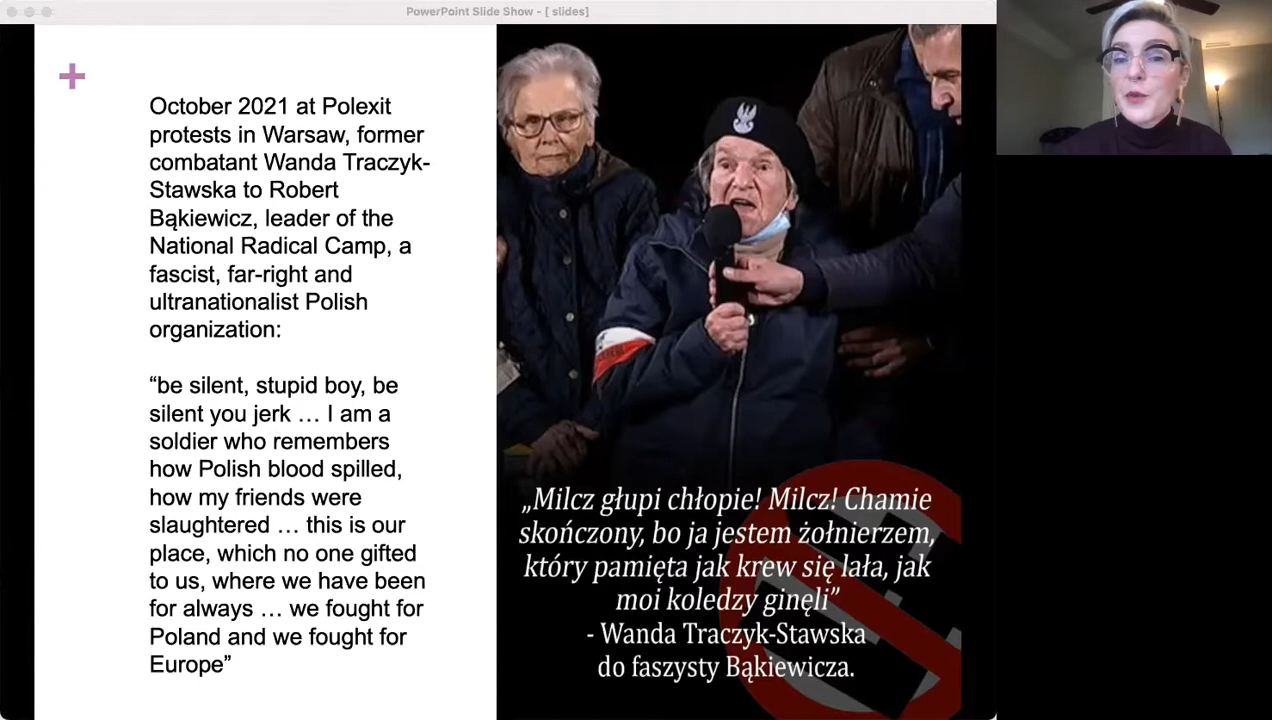 PowerPoint Slide Show - [ slides]
+
October 2021 at Polexit
protests in Warsaw, former
combatant Wanda Traczyk-
Stawska to Robert
Bąkiewicz, leader of the
National Radical Camp, a
fascist, far-right and
ultranationalist Polish
organization:
“be silent, stupid boy, be
silent you jerk … I am a
soldier who remembers
how Polish blood spilled,
how my friends were
slaughtered … this is our
place, which no one gifted
to us, where we have been
for always … we fought for
Poland and we fought for
Europe”
„Milcz głupi chłopie! Milcz! Chamie
skończony, bo ja jestem żołnierzem,
który pamięta jak krew się lała, jak
moi koledzy ginęli”
- Wanda Traczyk-Stawska
do faszysty Bąkiewicza.